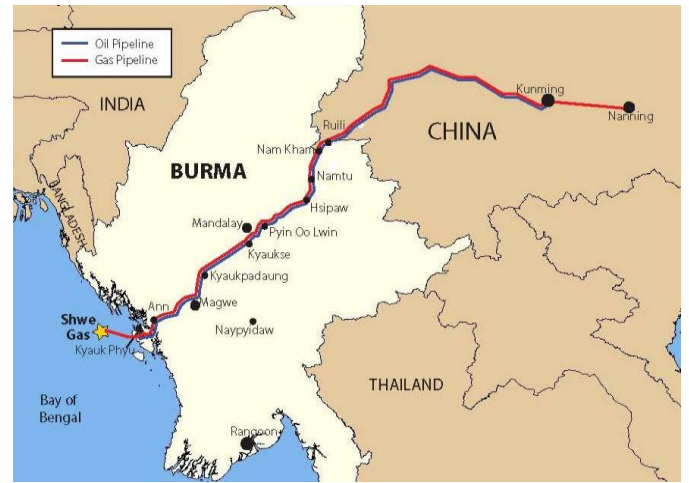 Oil Pipeline
Gas Pipeline
INDIA
Kunming
Nanning
CHINA
Ruili
Nam Kham
BURMA
BANGLADESH
Namtu
Hsipaw
Mandalay
Pyin Oo Lwin
Kyaukse
Kyaukpadaung
Ann
Magwe
Shwe
Gas
Naypyidaw
Kyauk Phyu
THAILAND
Bay of
Bengal
Rangoon